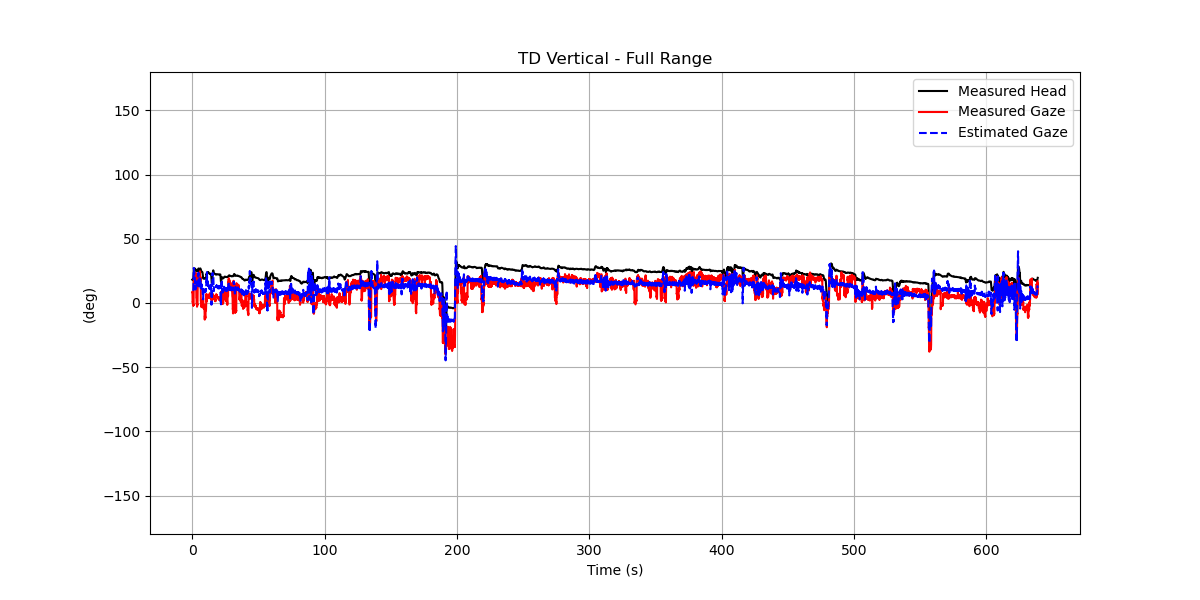 TD Vertical - Full Range
Measured Head
Measured Gaze
Estimated Gaze
150
100
50
0
−50
−100
−150
(deg)
0 100 200 300 400 500 600
Time (s)